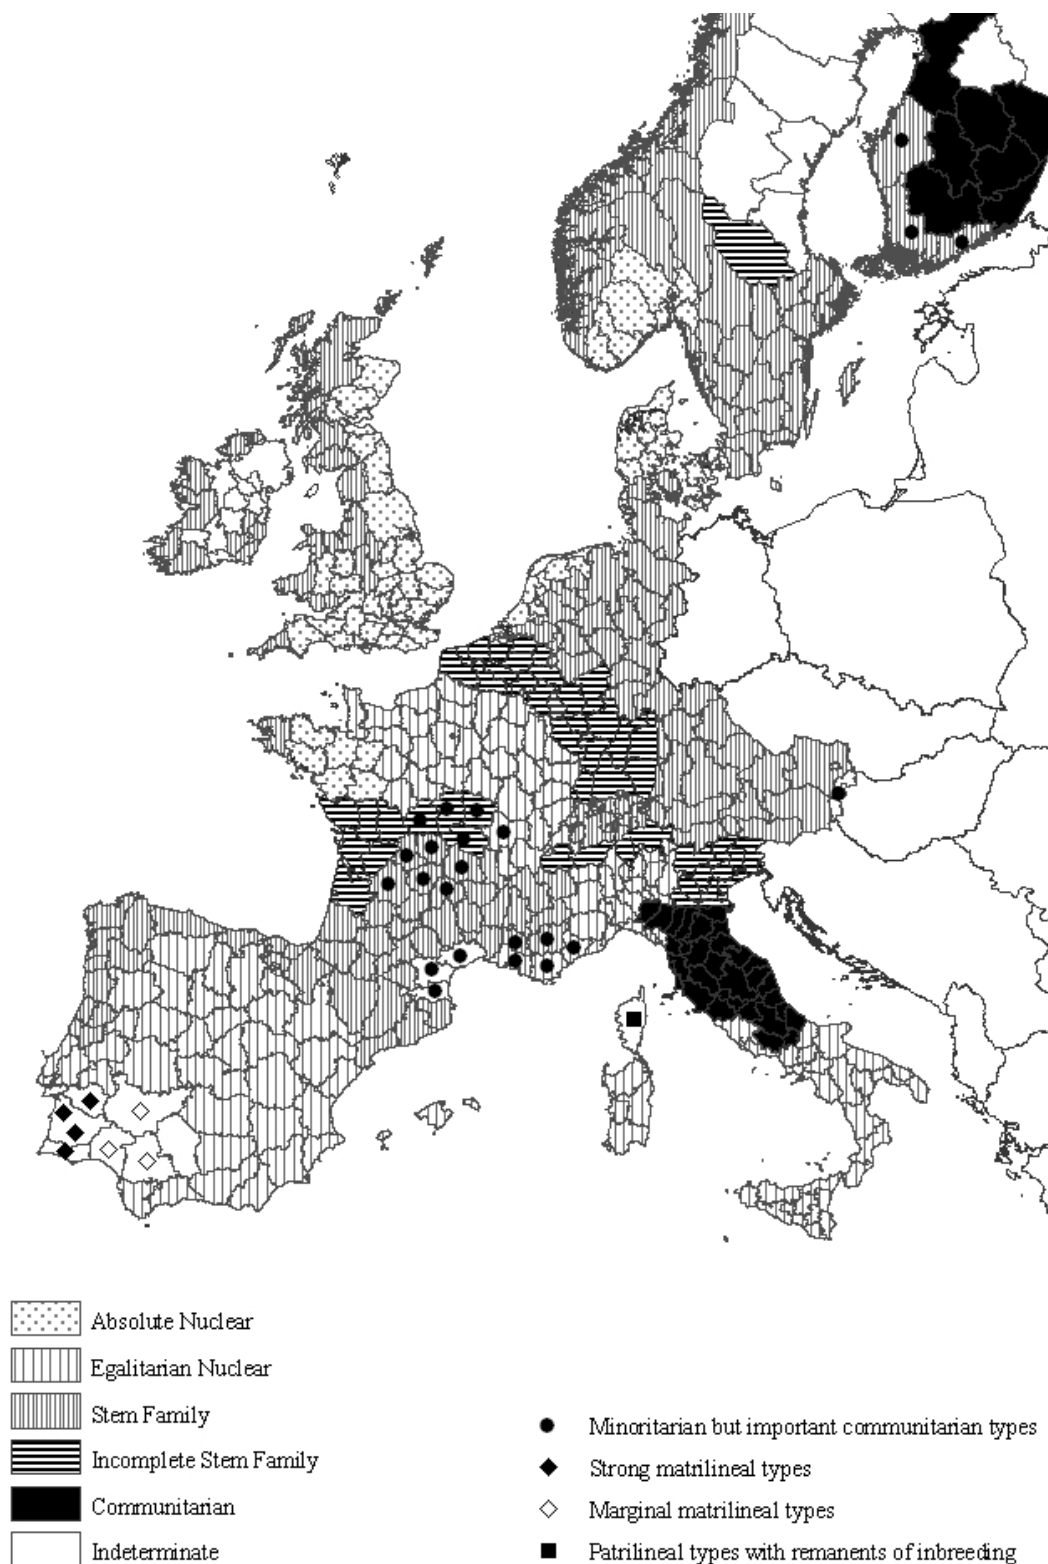 Absolute Nuclear
Egalitarian Nuclear
Stem Family
Incomplete Stem Family
Communitarian
Indeterminate
Minoritarian but important communitarian types
Strong matrilineal types
Marginal matrilineal types
Patrilineal types with remanents of inbreeding